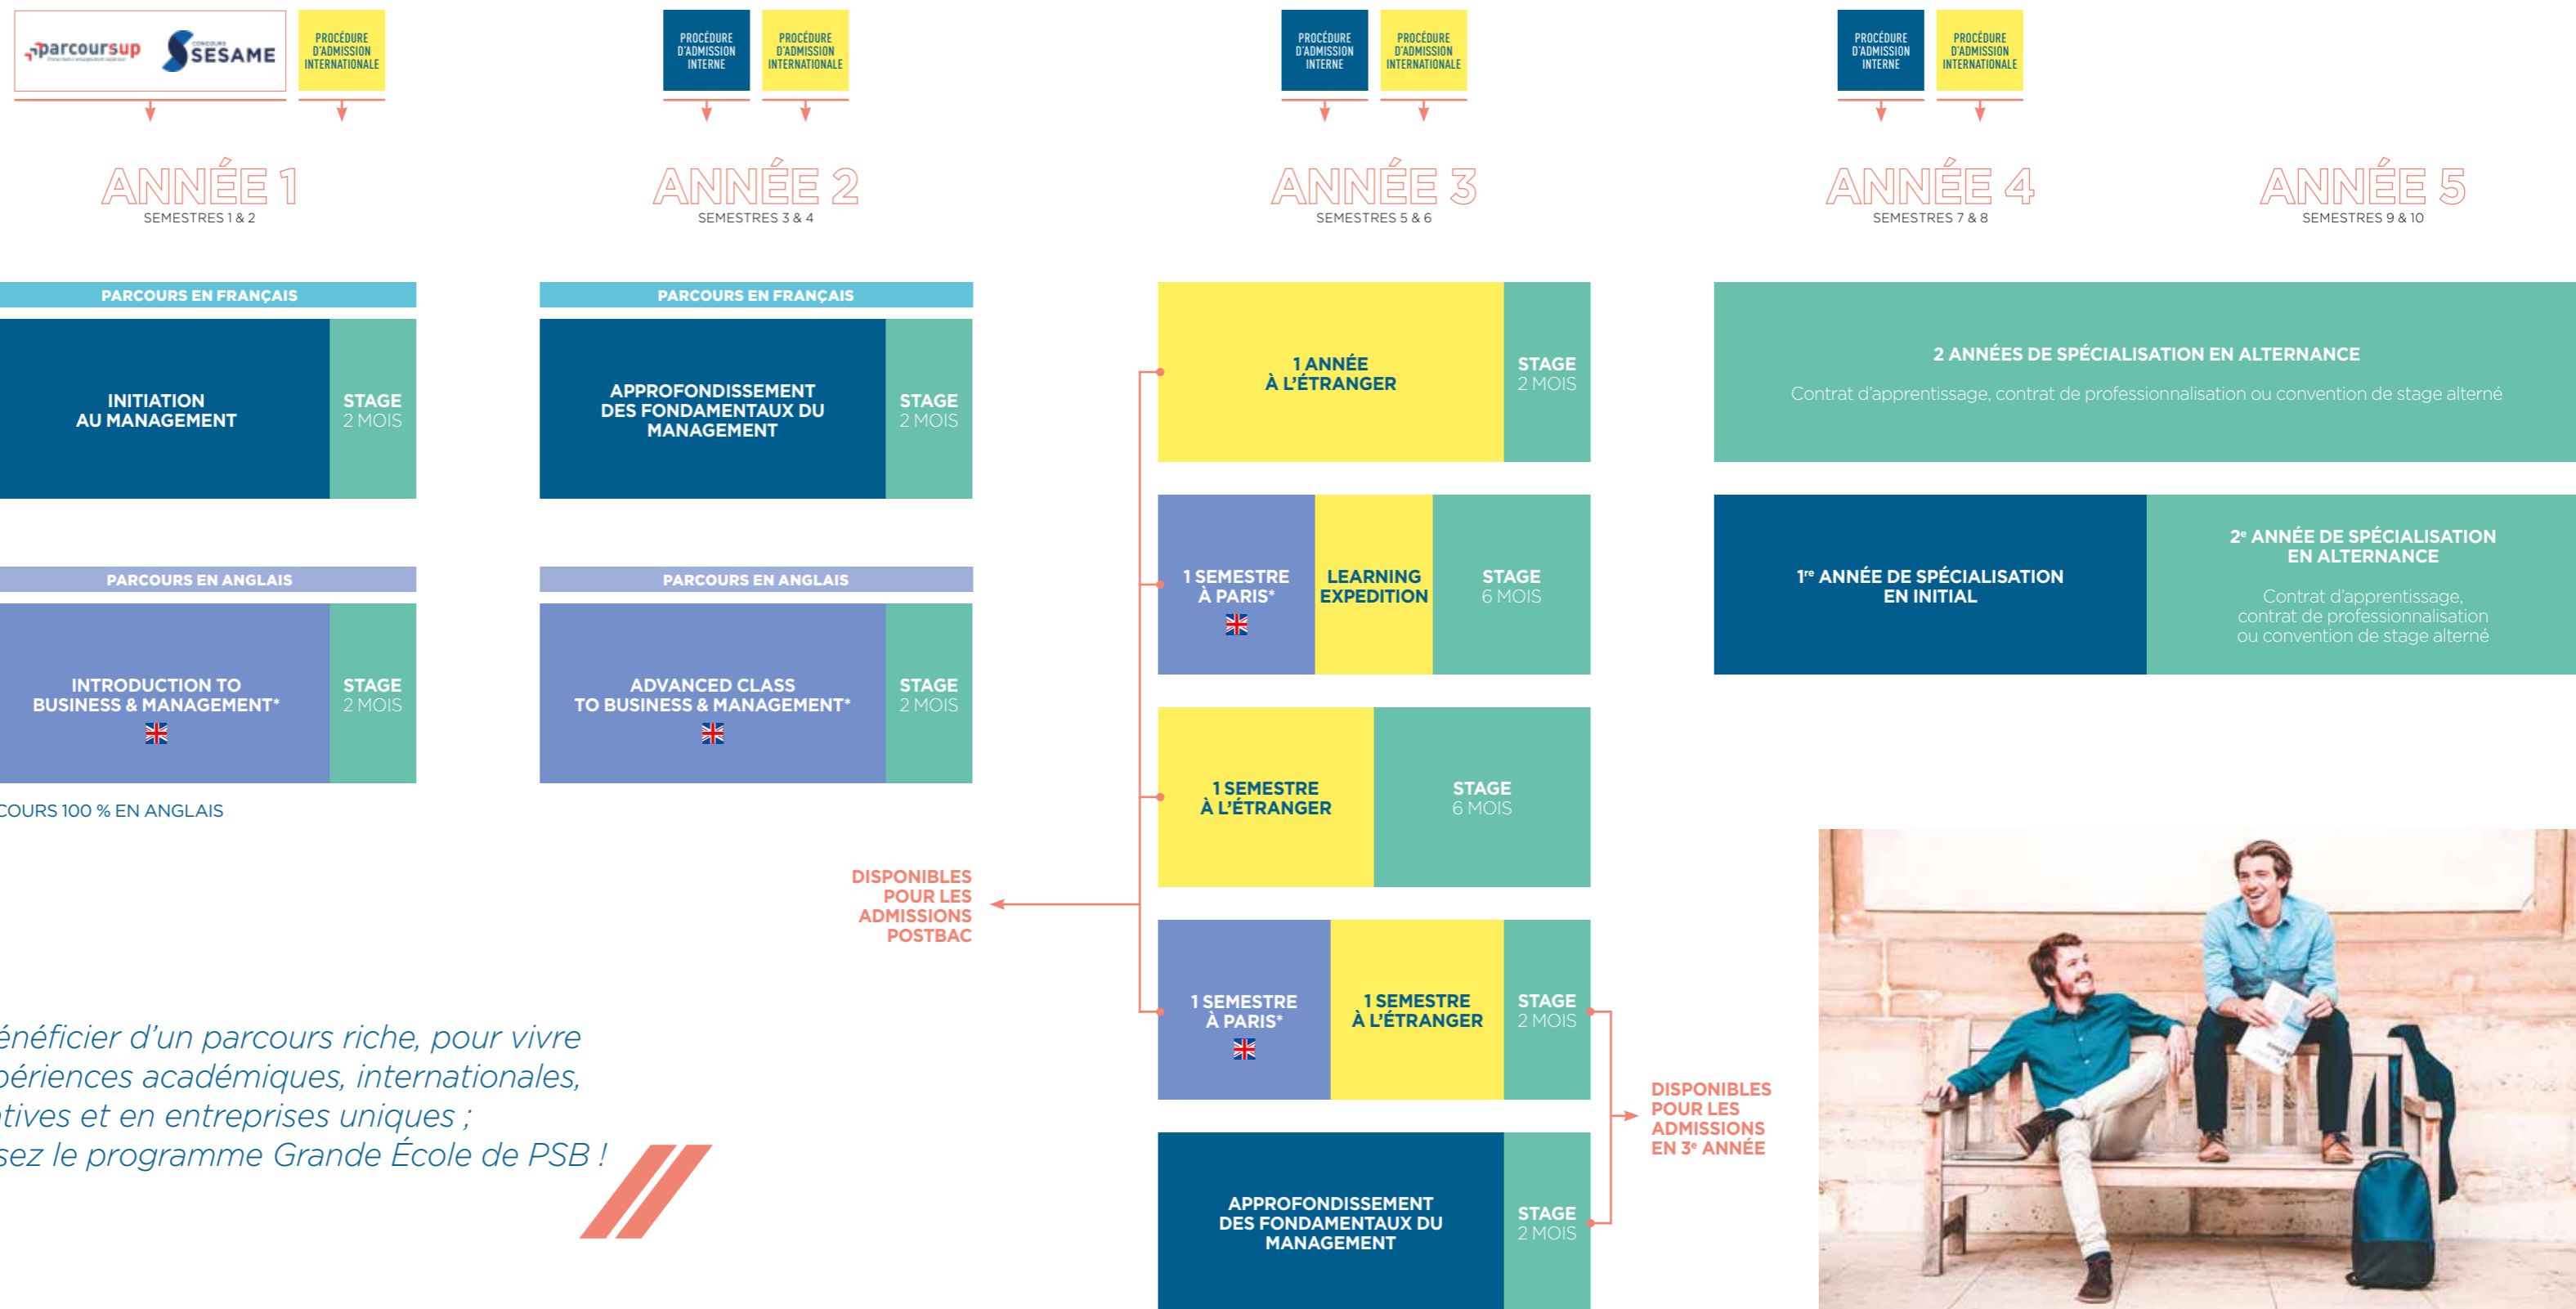 parcoursup
CONCOURS
SESAME
PROCÉDURE
D'ADMISSION
INTERNATIONALE
PROCÉDURE
D'ADMISSION
INTERNE
PROCÉDURE
D'ADMISSION
INTERNATIONALE
PROCÉDURE
D'ADMISSION
INTERNE
PROCÉDURE
D'ADMISSION
INTERNATIONALE
PROCÉDURE
D'ADMISSION
INTERNE
PROCÉDURE
D'ADMISSION
INTERNATIONALE
ANNÉE 1
SEMESTRES 1 & 2
ANNÉE 2
SEMESTRES 3 & 4
ANNÉE 3
SEMESTRES 5 & 6
ANNÉE 4
SEMESTRES 7 & 8
ANNÉE 5
SEMESTRES 9 & 10
PARCOURS EN FRANÇAIS
INITIATION
AU MANAGEMENT
STAGE
2 MOIS
PARCOURS EN ANGLAIS
INTRODUCTION TO
BUSINESS & MANAGEMENT*
STAGE
2 MOIS
COURS 100 % EN ANGLAIS
PARCOURS EN FRANÇAIS
APPROFONDISSEMENT
DES FONDAMENTAUX DU
MANAGEMENT
STAGE
2 MOIS
PARCOURS EN ANGLAIS
ADVANCED CLASS
TO BUSINESS & MANAGEMENT*
STAGE
2 MOIS
1 ANNÉE
À L'ÉTRANGER
STAGE
2 MOIS
1 SEMESTRE
À PARIS*
LEARNING
EXPEDITION
STAGE
6 MOIS
1 SEMESTRE
À L'ÉTRANGER
STAGE
6 MOIS
DISPONIBLES
POUR LES
ADMISSIONS
POSTBAC
1 SEMESTRE
À PARIS*
1 SEMESTRE
À L'ÉTRANGER
STAGE
2 MOIS
APPROFONDISSEMENT
DES FONDAMENTAUX DU
MANAGEMENT
STAGE
2 MOIS
DISPONIBLES
POUR LES
ADMISSIONS
EN 3e ANNÉE
2 ANNÉES DE SPÉCIALISATION EN ALTERNANCE
Contrat d'apprentissage, contrat de professionnalisation ou convention de stage alterné
1re ANNÉE DE SPÉCIALISATION
EN INITIAL
2e ANNÉE DE SPÉCIALISATION
EN ALTERNANCE
Contrat d'apprentissage,
contrat de professionnalisation
ou convention de stage alterné
énéficier d'un parcours riche, pour vivre
périences académiques, internationales,
atives et en entreprises uniques ;
sez le programme Grande École de PSB !